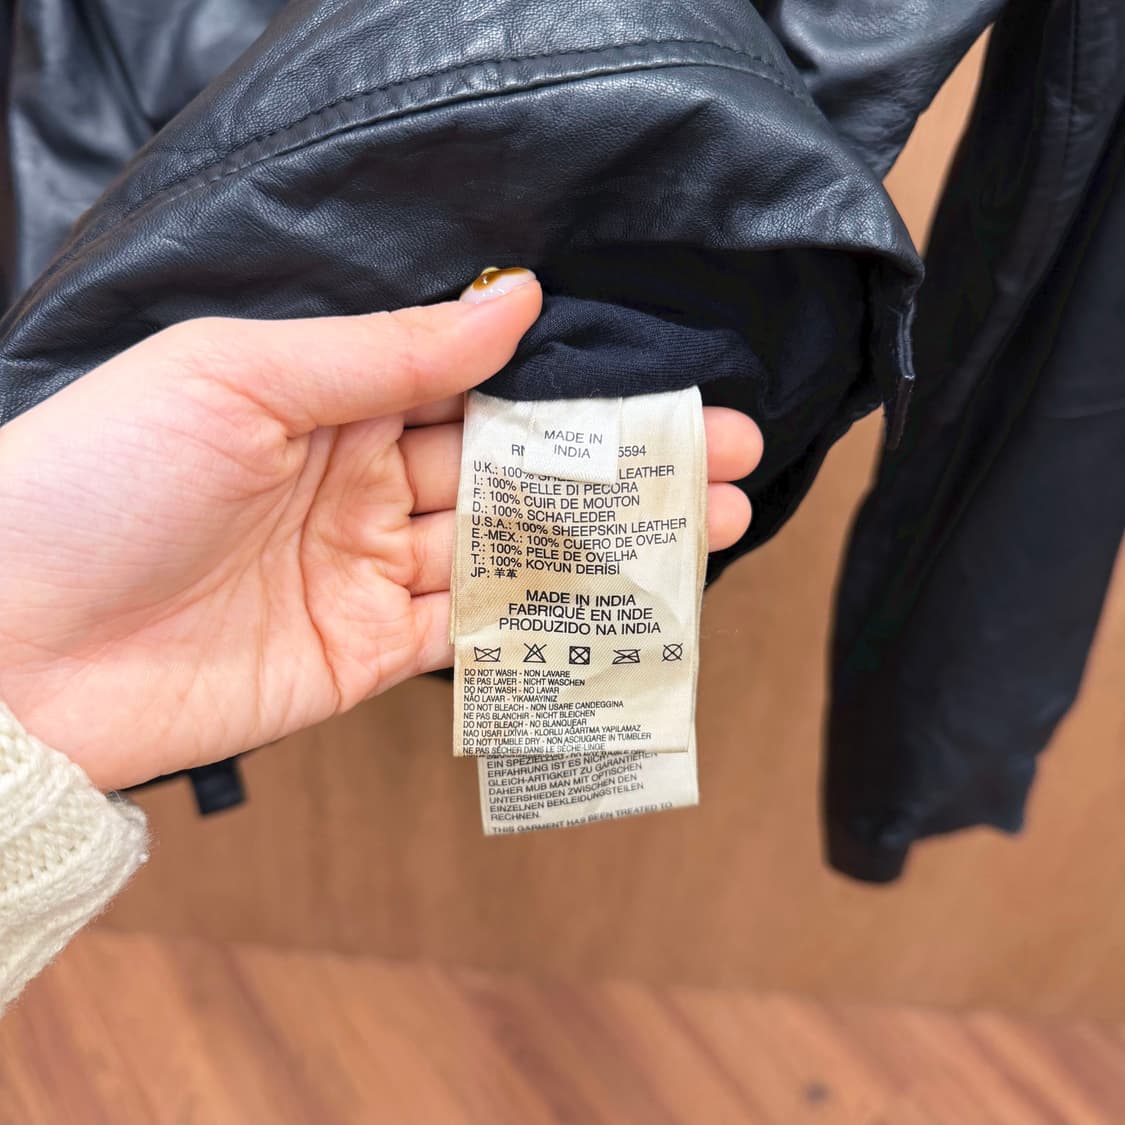 MADE IN
INDIA
RN 5594
U.K.: 100% LEATHER
I: 100% PELLE DI PECORA
F: 100% CUIR DE MOUTON
D.: 100% SCHAFLEDER
U.S.A.: 100% SHEEPSKIN LEATHER
E.-MEX.: 100% CUERO DE OVEJA
P.: 100% PELE DE OVELHA
T.: 100% KOYUN DERİSİ
JP: 羊革
MADE IN INDIA
FABRIQUÉ EN INDE
PRODUZIDO NA INDIA
DO NOT WASH - NON LAVARE
NE PAS LAVER - NICHT WASCHEN
DO NOT WASH - NO LAVAR
NÃO LAVAR - YIKAMAYINIZ
DO NOT BLEACH - NON USARE CANDEGGINA
NE PAS BLANCHIR - NICHT BLEICHEN
DO NOT BLEACH - NO BLANQUEAR
NÃO USAR LIXÍVIA - KLORLU AGARTMA YAPILAMAZ
DO NOT TUMBLE DRY - NON ASCIUGARE IN TUMBLER
NE PAS SÉCHER DANS LE SÈCHE-LINGE
EIN SPEZIELLO
ERFAHRUNG IST ES NICHT ZU GARANTIEREN
GLEICH-ARTIGKEIT ZU GARANTIEREN
DAHER MUB MAN MIT OPTISCHEN
UNTERSHIEDEN ZWISCHEN DEN
EINZELNEN BEKLEIDUNGSTEILEN
RECHNEN.
THIS GARMENT HAS BEEN TREATED TO